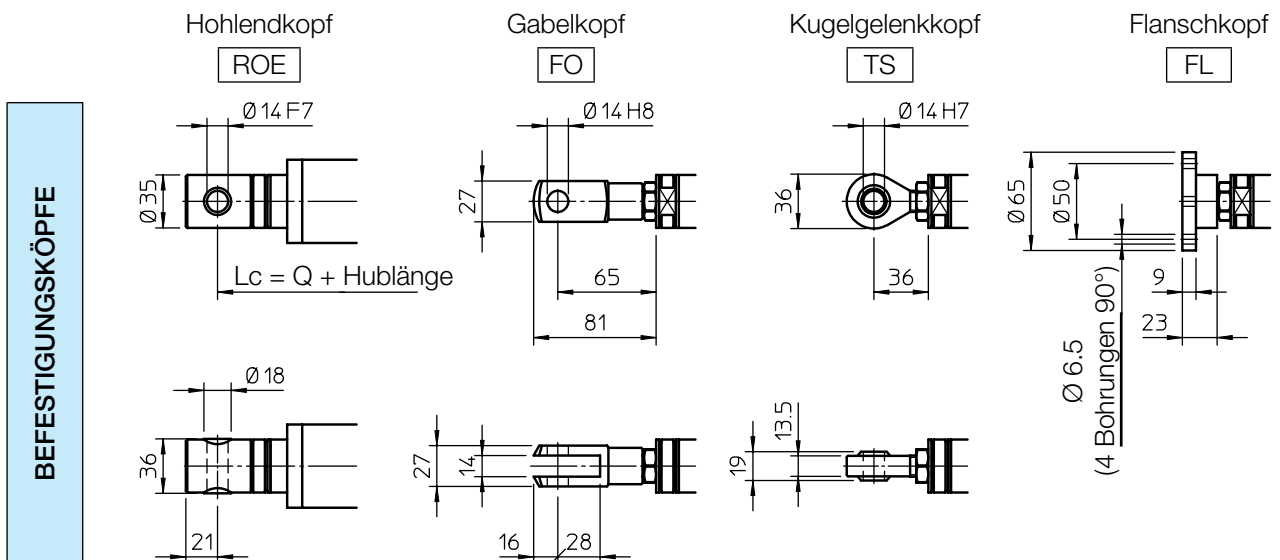 Hohlendkopf
ROE
Gabelkopf
FO
Kugelgelenkkopf
TS
Flanschkopf
FL
BEFESTIGUNGSKÖPFE
Ø 14 F7
Ø 35
Lc = Q + Hublänge
Ø 14 H8
27
65
81
Ø 14 H7
36
36
Ø 65
Ø 50
9
23
Ø 6.5
(4 Bohrungen 90°)
Ø 18
36
21
27
14
16
28
13.5
19